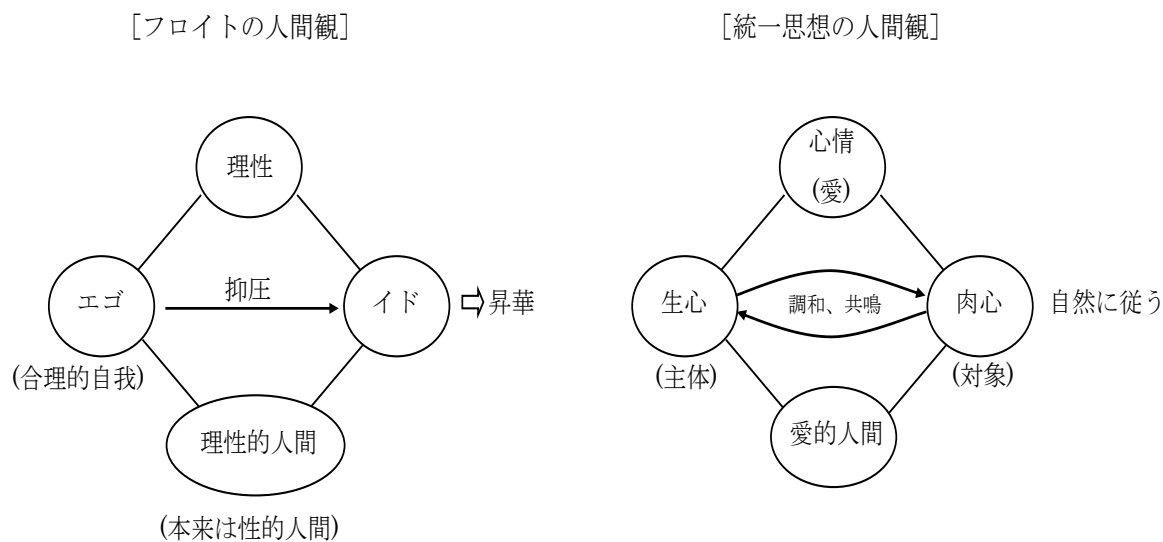 [フロイトの人間観]
[統一思想の人間観]
理性
心情
(愛)
エゴ
抑圧
イド
昇華
(合理的自我)
理性的人間
(本来は性的人間)
生心
調和、共鳴
肉心
自然に従う
(主体)
(対象)
愛的人間